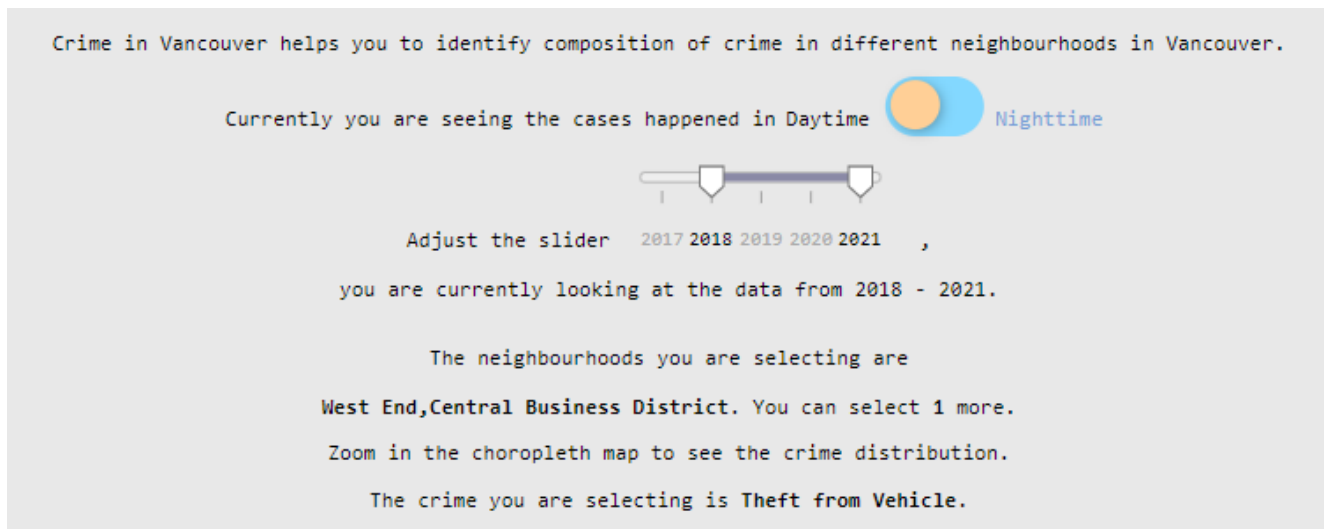 Crime in Vancouver helps you to identify composition of crime in different neighbourhoods in Vancouver.
Currently you are seeing the cases happened in Daytime Nighttime
Adjust the slider 2017 2018 2019 2020 2021 ,
you are currently looking at the data from 2018 - 2021.
The neighbourhoods you are selecting are
West End,Central Business District. You can select 1 more.
Zoom in the choropleth map to see the crime distribution.
The crime you are selecting is Theft from Vehicle.